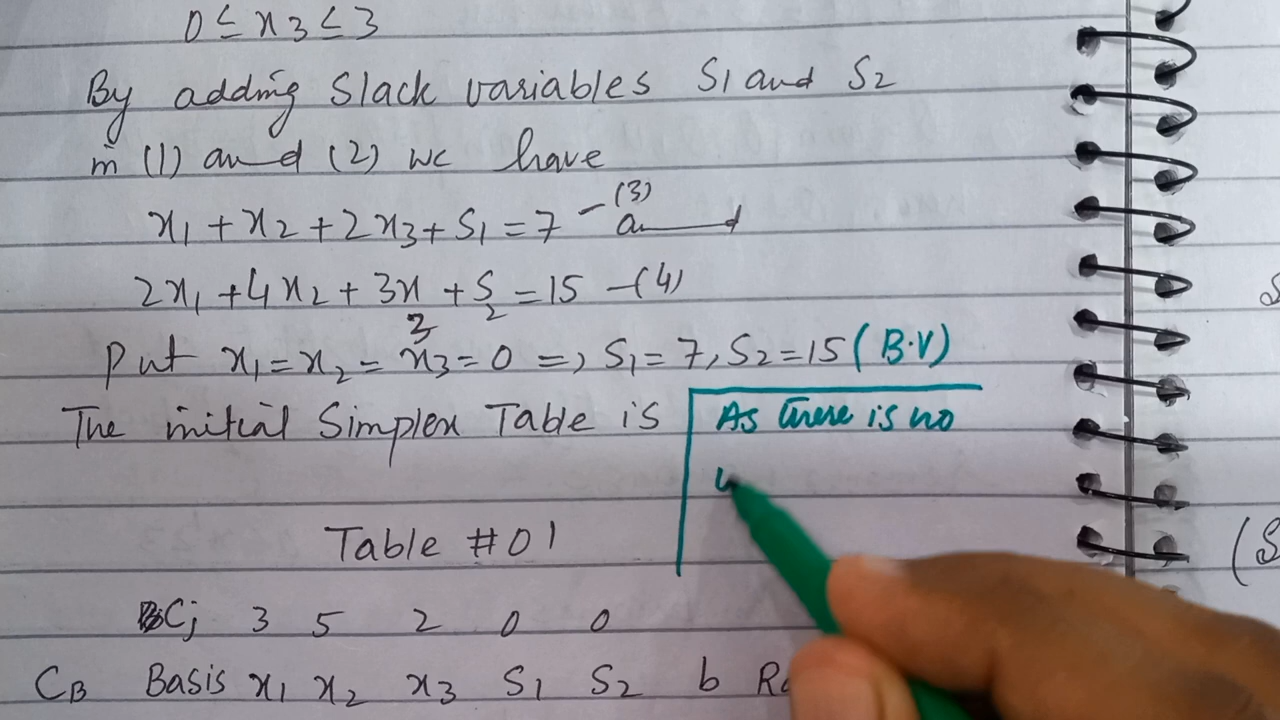 0 ≤ x3 ≤ 3
By adding Slack variables S1 and S2
in (1) and (2) we have
x1 + x2 + 2x3 + S1 = 7 -(3) and
2x1 + 4x2 + 3x3 + S2 = 15 -(4)
Put x1 = x2 = x3 = 0 => S1 = 7, S2 = 15 (B.V)
The initial Simplex Table is
As there is no
Table #01
Cj 3 5 2 0 0
CB Basis x1 x2 x3 S1 S2 b